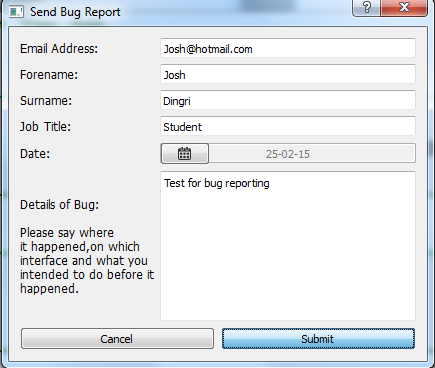 Send Bug Report
Email Address: Josh@hotmail.com
Forename: Josh
Surname: Dingri
Job Title: Student
Date: 25-02-15
Details of Bug: Test for bug reporting
Please say where
it happened,on which
interface and what you
intended to do before it
happened.
Cancel Submit